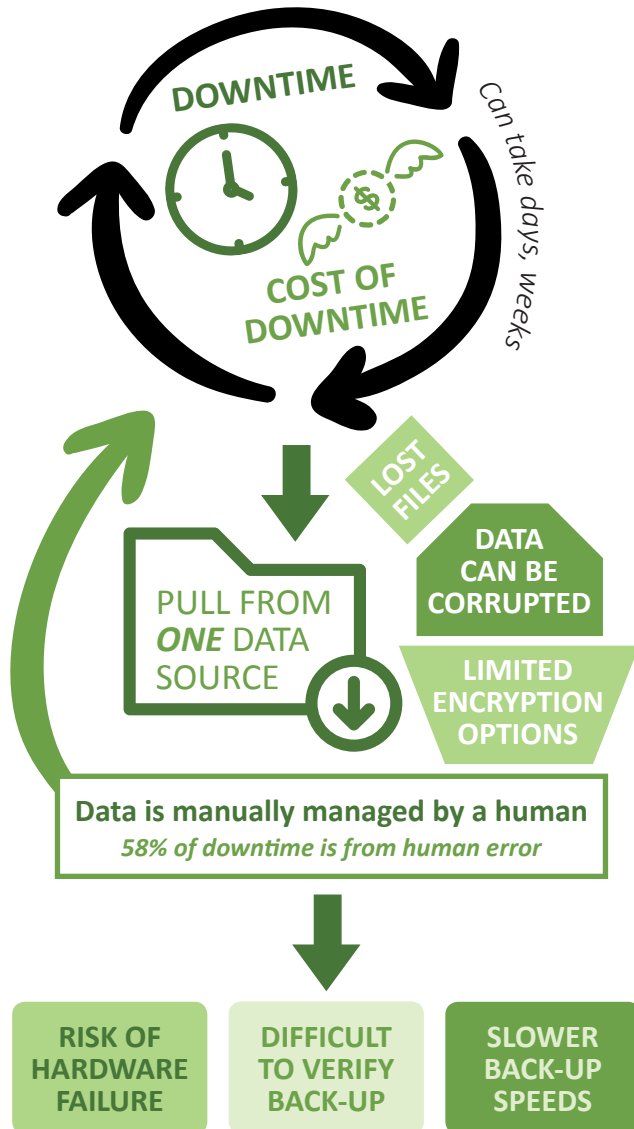 DOWNTIME
Can take days, weeks
$
COST OF
DOWNTIME
LOST
FILES
DATA
CAN BE
CORRUPTED
PULL FROM
ONE DATA
SOURCE
LIMITED
ENCRYPTION
OPTIONS
Data is manually managed by a human
58% of downtime is from human error
RISK OF
HARDWARE
FAILURE
DIFFICULT
TO VERIFY
BACK-UP
SLOWER
BACK-UP
SPEEDS